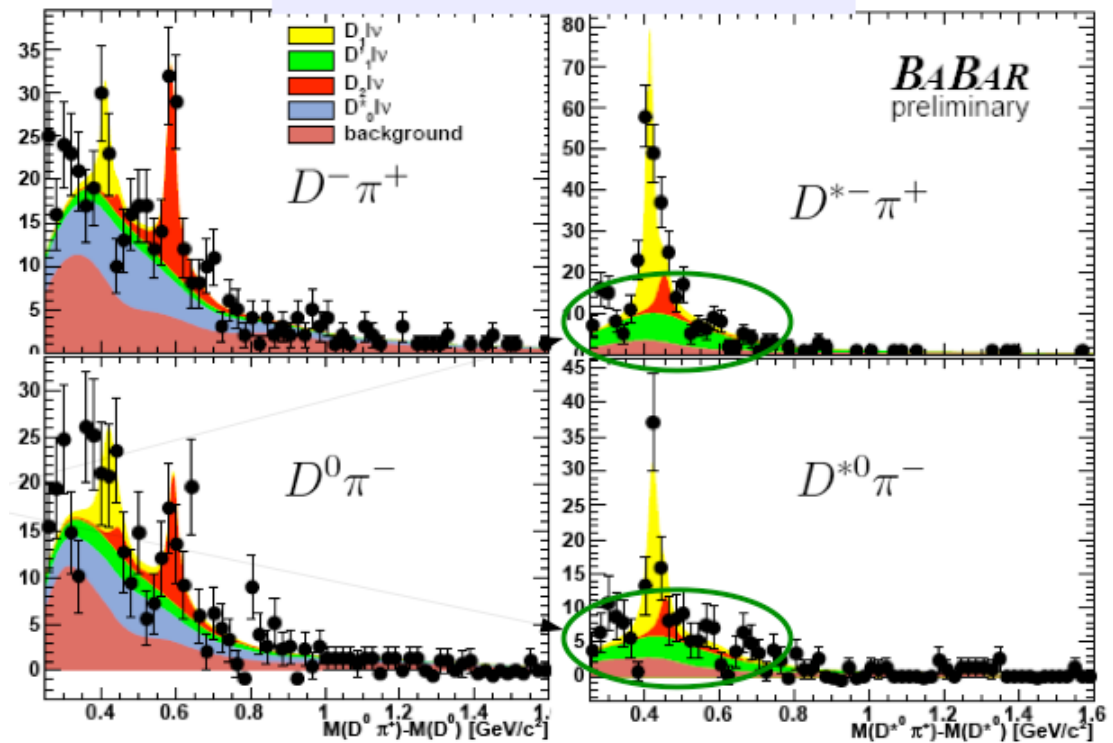 D₁lν
D'₁lν
D₂lν
D*₀lν
background
D⁻π⁺
35
30
25
20
15
10
5
0
BABAR
preliminary
D*⁻π⁺
80
70
60
50
40
30
20
10
0
D⁰π⁻
30
25
20
15
10
5
0
0.4 0.6 0.8 1 1.2 1.4 1.
M(D⁰ π⁺)-M(D⁰) [GeV/c²]
D*⁰π⁻
45
40
35
30
25
20
15
10
5
0
0.4 0.6 0.8 1 1.2 1.4 1.6
M(D*⁰ π⁺)-M(D*⁰) [GeV/c²]